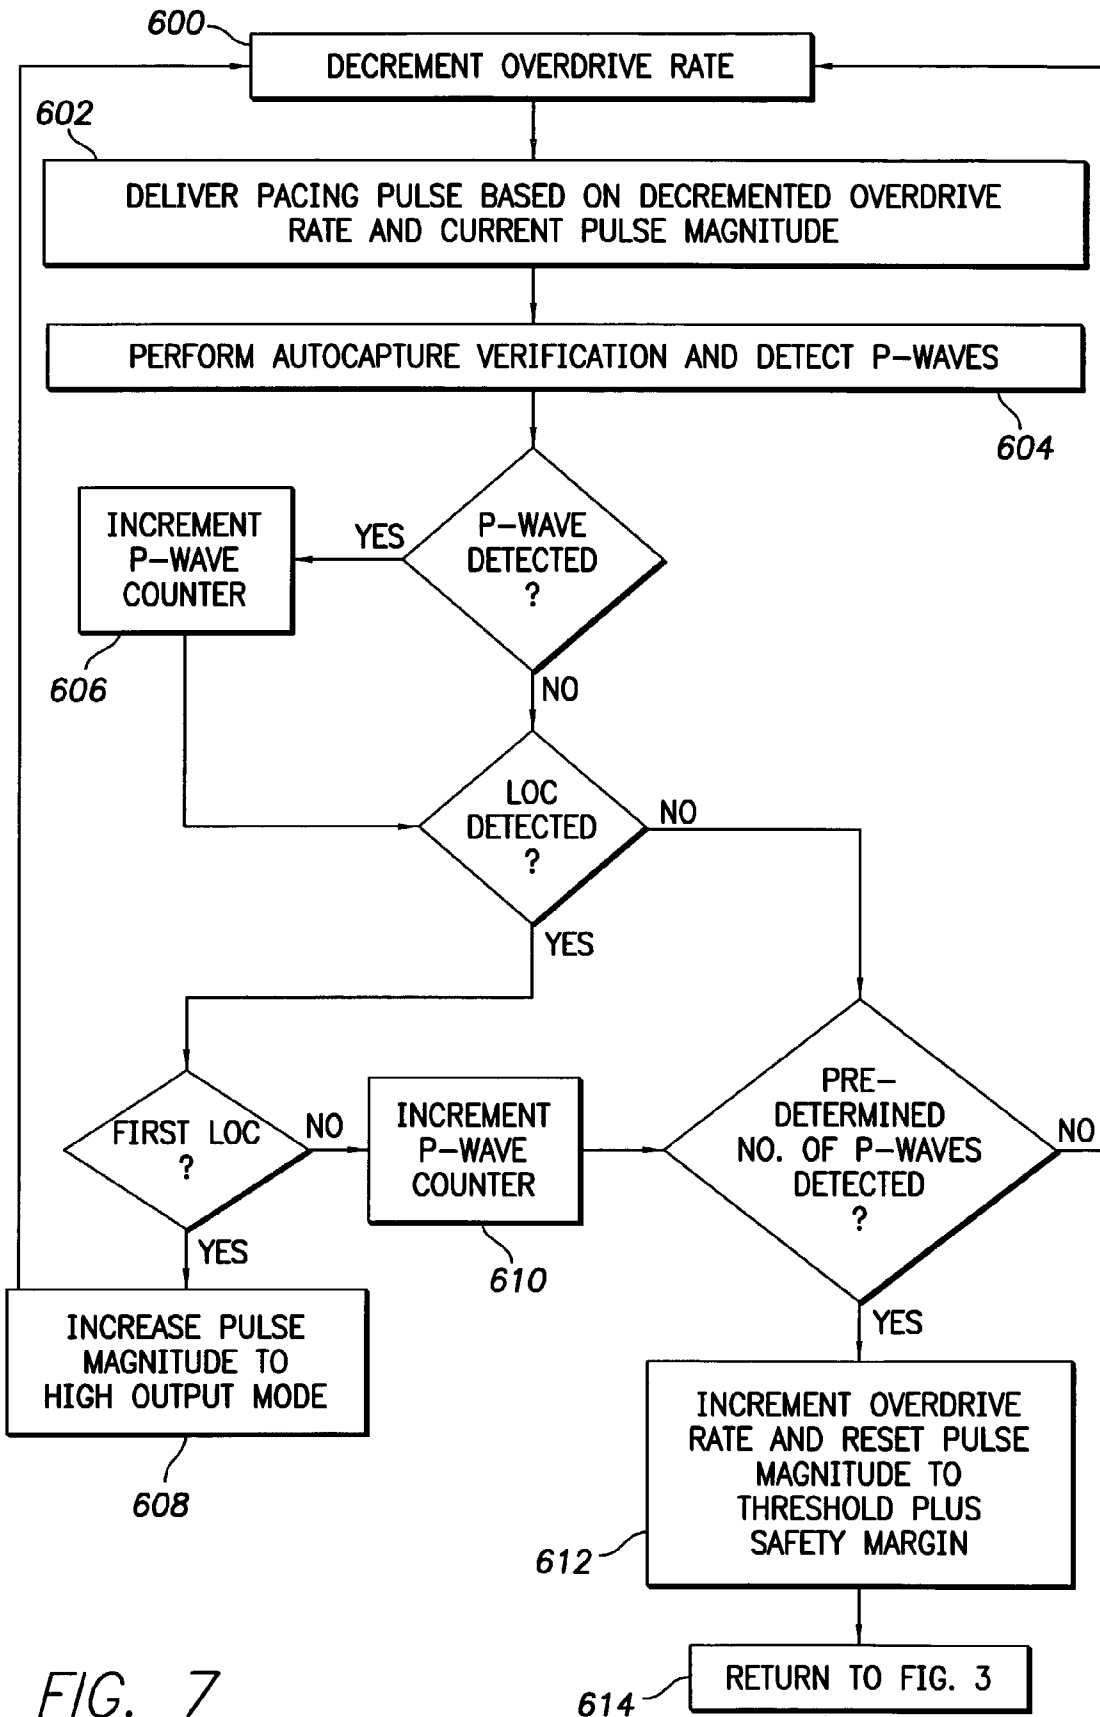 600
DECREMENT OVERDRIVE RATE
602
DELIVER PACING PULSE BASED ON DECREMENTED OVERDRIVE
RATE AND CURRENT PULSE MAGNITUDE
PERFORM AUTOCAPTURE VERIFICATION AND DETECT P-WAVES
604
P-WAVE
DETECTED
?
YES
INCREMENT
P-WAVE
COUNTER
606
NO
LOC
DETECTED
?
NO
YES
FIRST LOC
?
NO
INCREMENT
P-WAVE
COUNTER
610
PRE-
DETERMINED
NO. OF P-WAVES
DETECTED
?
NO
YES
INCREASE PULSE
MAGNITUDE TO
HIGH OUTPUT MODE
608
YES
INCREMENT OVERDRIVE
RATE AND RESET PULSE
MAGNITUDE TO
THRESHOLD PLUS
SAFETY MARGIN
612
RETURN TO FIG. 3
614
FIG. 7